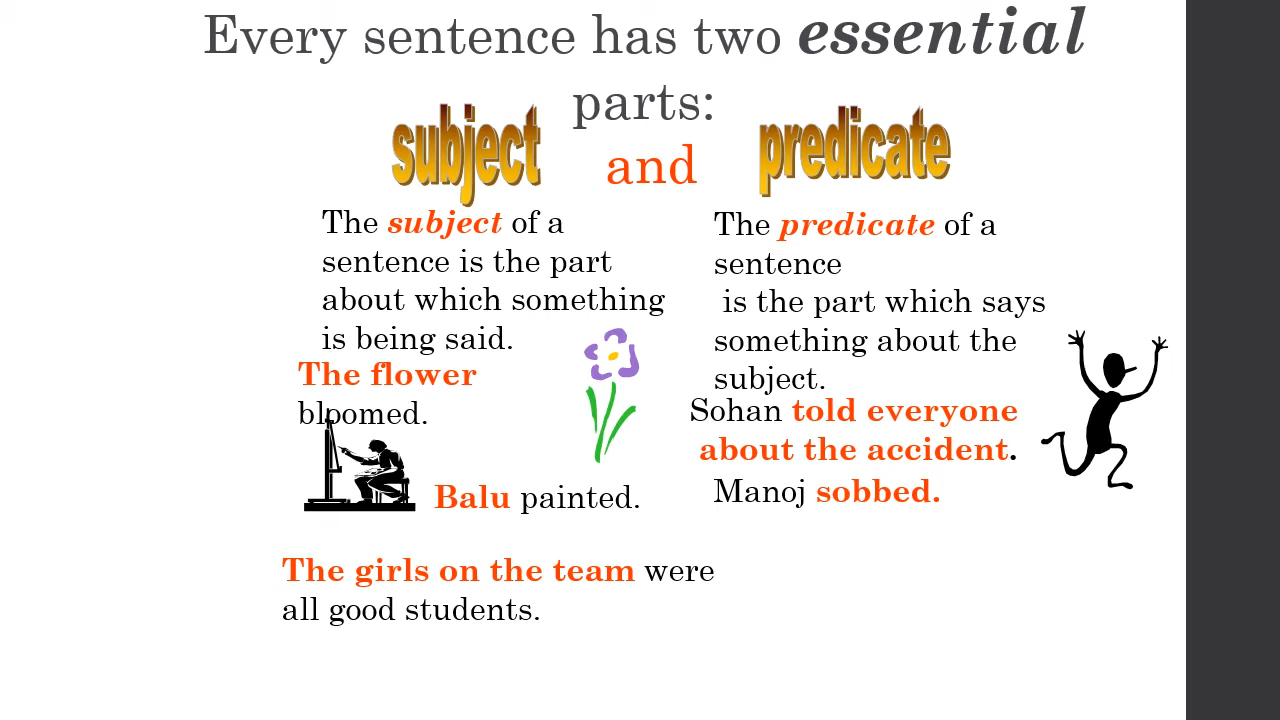 Every sentence has two essential
parts:
subject and predicate
The subject of a
sentence is the part
about which something
is being said.
The flower
bloomed.
Balu painted.
The girls on the team were
all good students.
The predicate of a
sentence
is the part which says
something about the
subject.
Sohan told everyone
about the accident.
Manoj sobbed.